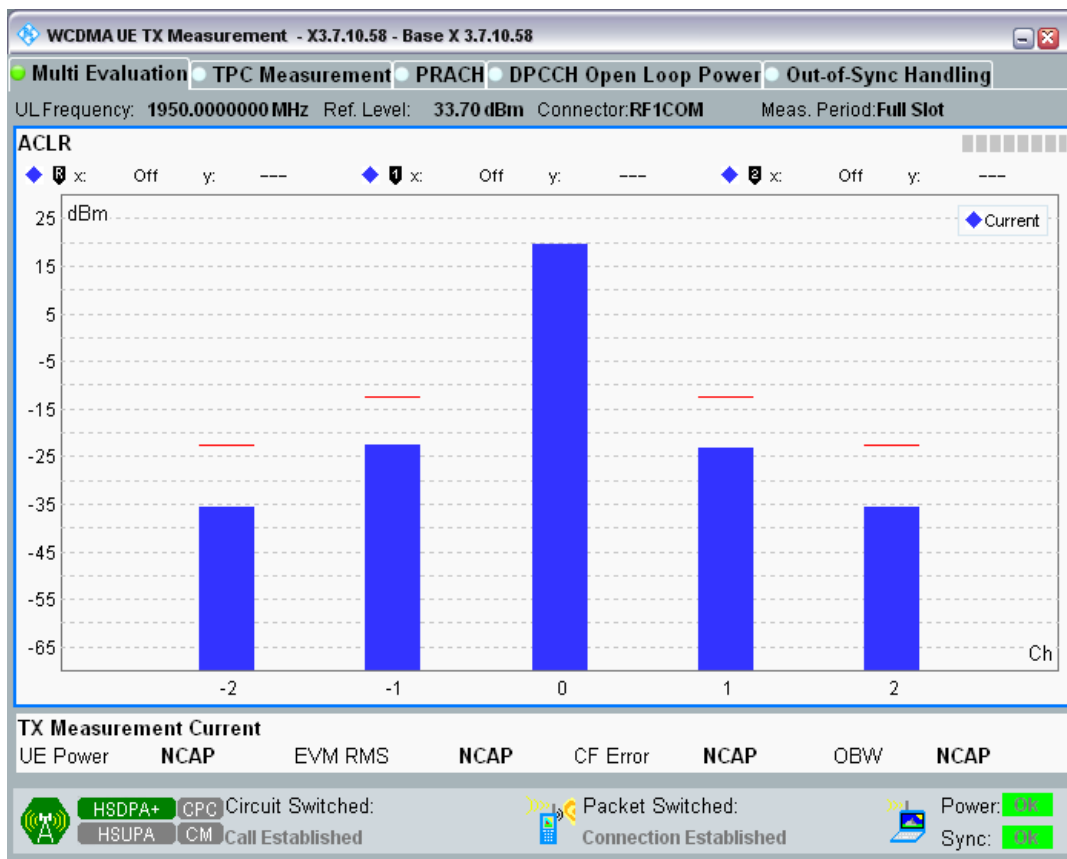 WCDMA UE TX Measurement - X3.7.10.58 - Base X 3.7.10.58
Multi Evaluation TPC Measurement PRACH DPCCH Open Loop Power Out-of-Sync Handling
UL Frequency: 1950.0000000 MHz Ref. Level: 33.70 dBm Connector:RF1COM Meas. Period:Full Slot
ACLR
R x: Off y: --- 1 x: Off y: --- 2 x: Off y: ---
dBm
Current
25
15
5
-5
-15
-25
-35
-45
-55
-65
Ch
-2 -1 0 1 2
TX Measurement Current
UE Power NCAP EVM RMS NCAP CF Error NCAP OBW NCAP
HSDPA+ CPC Circuit Switched: Packet Switched: Power: OK
HSUPA CM Call Established Connection Established Sync: OK